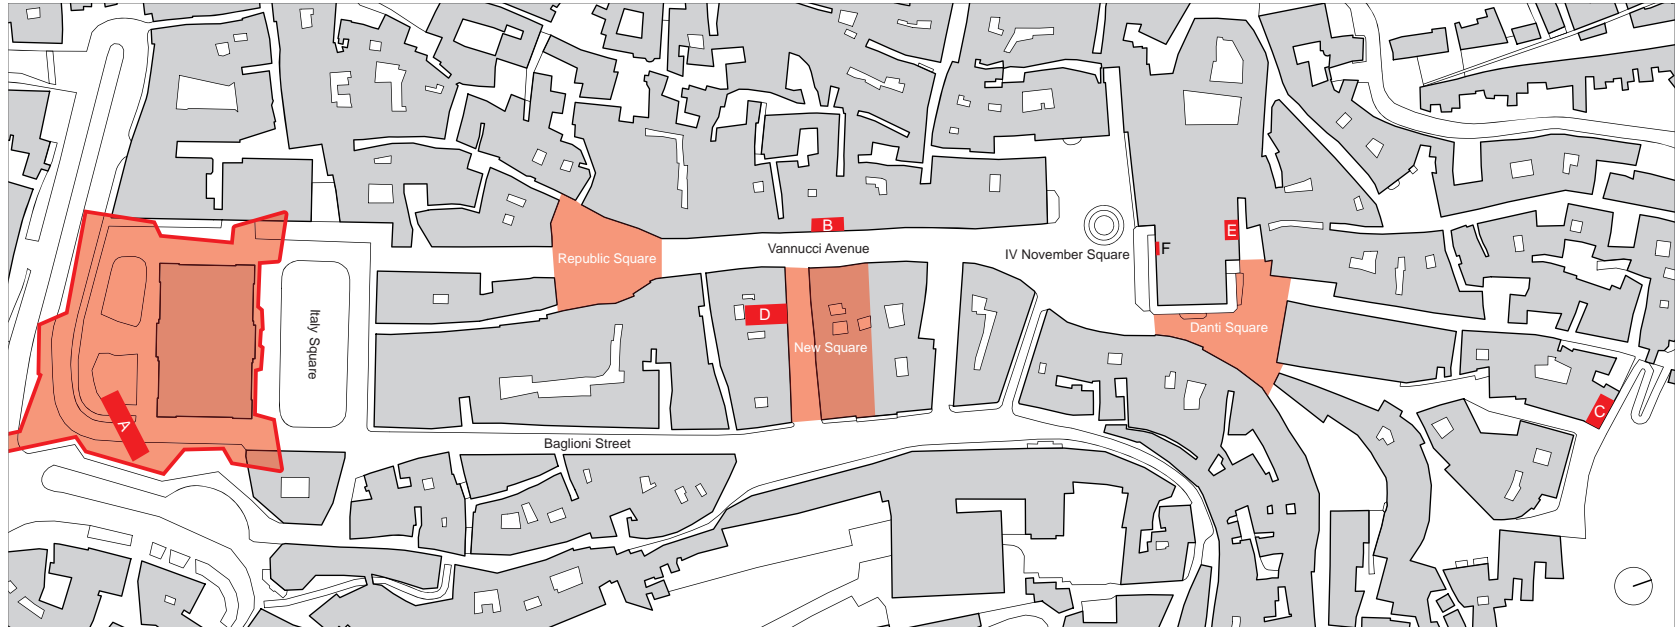 B
E
F
Vannucci Avenue
IV November Square
Republic Square
D
Danti Square
Italy Square
New Square
A
C
Baglioni Street